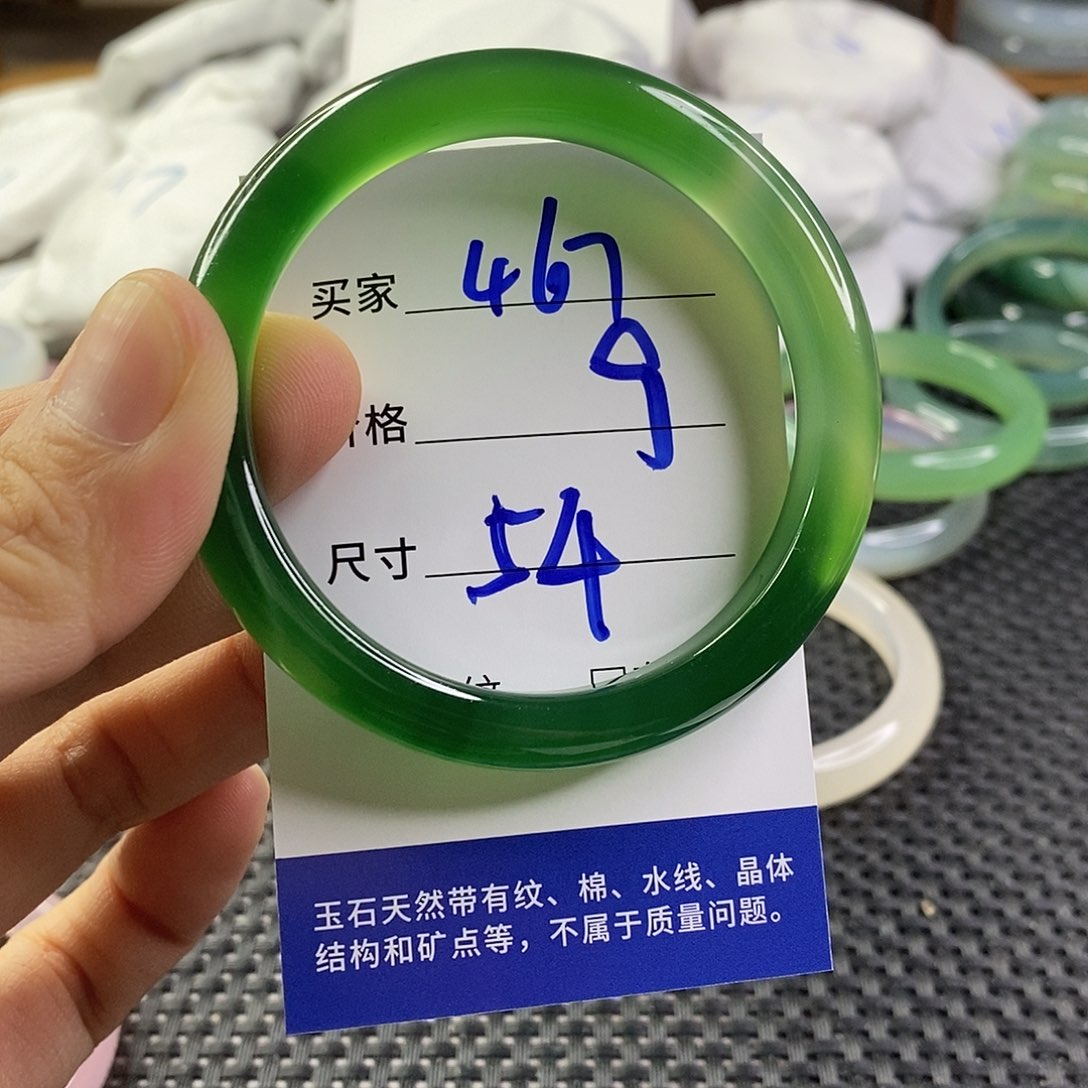 买家 467
9
格
尺寸 54
纹
玉石天然带有纹、棉、水线、晶体
结构和矿点等，不属于质量问题。